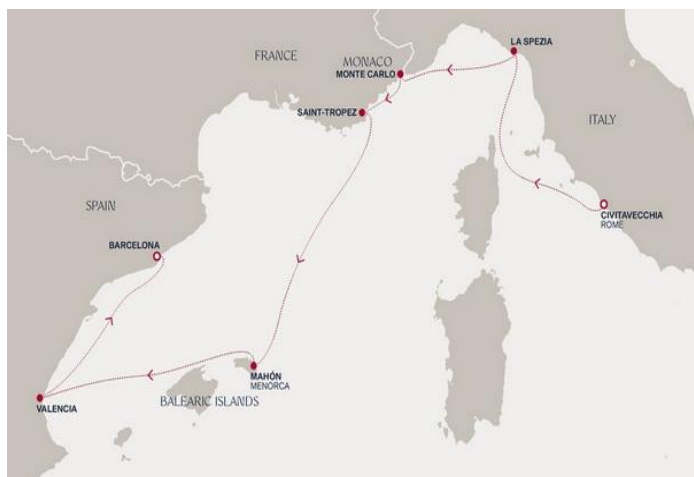 LA SPEZIA
FRANCE
MONACO
MONTE CARLO
SAINT-TROPEZ
ITALY
SPAIN
CIVITAVECCHIA
ROME
BARCELONA
MAHÓN
MENORCA
BALEARIC ISLANDS
VALENCIA